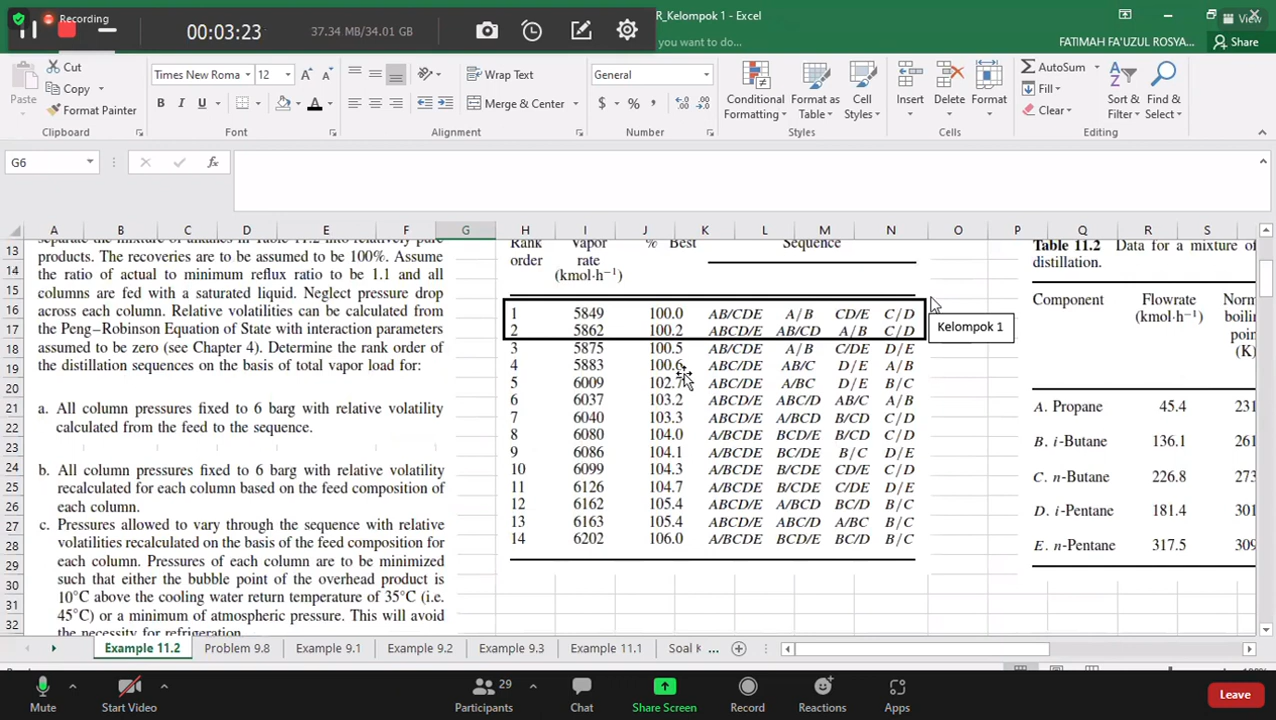 Recording
00:03:23
37.34 MB/34.01 GB
R_Kelompok 1 - Excel
View
you want to do...
FATIMAH FA'UZUL ROSYA...
Share
Cut
Copy
Format Painter
Paste
Clipboard
Times New Roma
12
Font
Wrap Text
Merge & Center
Alignment
General
Number
Conditional Formatting
Format as Table
Cell Styles
Styles
Insert
Delete
Format
Cells
AutoSum
Fill
Clear
Sort & Filter
Find & Select
Editing
G6
fx
A B C D E F G H I J K L M N O P Q R S
13
14
15
16
17
18
19
20
21
22
23
24
25
26
27
28
29
30
31
32
separate the mixture of alkanes in Table 11.2 into relatively pure
products. The recoveries are to be assumed to be 100%. Assume
the ratio of actual to minimum reflux ratio to be 1.1 and all
columns are fed with a saturated liquid. Neglect pressure drop
across each column. Relative volatilities can be calculated from
the Peng–Robinson Equation of State with interaction parameters
assumed to be zero (see Chapter 4). Determine the rank order of
the distillation sequences on the basis of total vapor load for:
a. All column pressures fixed to 6 barg with relative volatility
calculated from the feed to the sequence.
b. All column pressures fixed to 6 barg with relative volatility
recalculated for each column based on the feed composition of
each column.
c. Pressures allowed to vary through the sequence with relative
volatilities recalculated on the basis of the feed composition for
each column. Pressures of each column are to be minimized
such that either the bubble point of the overhead product is
10°C above the cooling water return temperature of 35°C (i.e.
45°C) or a minimum of atmospheric pressure. This will avoid
the necessity for refrigeration.
Rank order
Vapor rate (kmol·h−1)
% Best
Sequence
1 5849 100.0 AB/CDE A/B CD/E C/D
2 5862 100.2 ABCD/E AB/CD A/B C/D
3 5875 100.5 AB/CDE A/B C/DE D/E
4 5883 100.6 ABC/DE AB/C D/E A/B
5 6009 102.7 ABC/DE A/BC D/E B/C
6 6037 103.2 ABCD/E ABC/D AB/C A/B
7 6040 103.3 ABCD/E A/BCD B/CD C/D
8 6080 104.0 A/BCDE BCD/E B/CD C/D
9 6086 104.1 A/BCDE BC/DE B/C D/E
10 6099 104.3 A/BCDE B/CDE CD/E C/D
11 6126 104.7 A/BCDE B/CDE C/DE D/E
12 6162 105.4 ABCD/E A/BCD BC/D B/C
13 6163 105.4 ABCD/E ABC/D A/BC B/C
14 6202 106.0 A/BCDE BCD/E BC/D B/C
Kelompok 1
Table 11.2 Data for a mixture of
distillation.
Component
Flowrate
(kmol·h−1)
(K)
A. Propane 45.4 231
B. i-Butane 136.1 261
C. n-Butane 226.8 273
D. i-Pentane 181.4 301
E. n-Pentane 317.5 309
Example 11.2
Problem 9.8
Example 9.1
Example 9.2
Example 9.3
Example 11.1
Soal K ...
Mute
Start Video
29
Participants
Chat
Share Screen
Record
Reactions
Apps
Leave